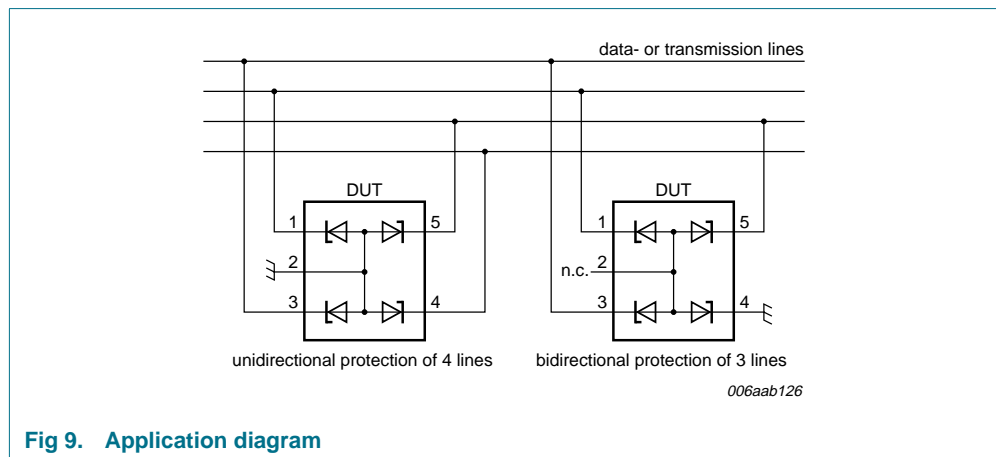 data- or transmission lines
DUT DUT
1 5 1 5
2 n.c. 2
3 4 3 4
unidirectional protection of 4 lines bidirectional protection of 3 lines
006aab126
Fig 9. Application diagram